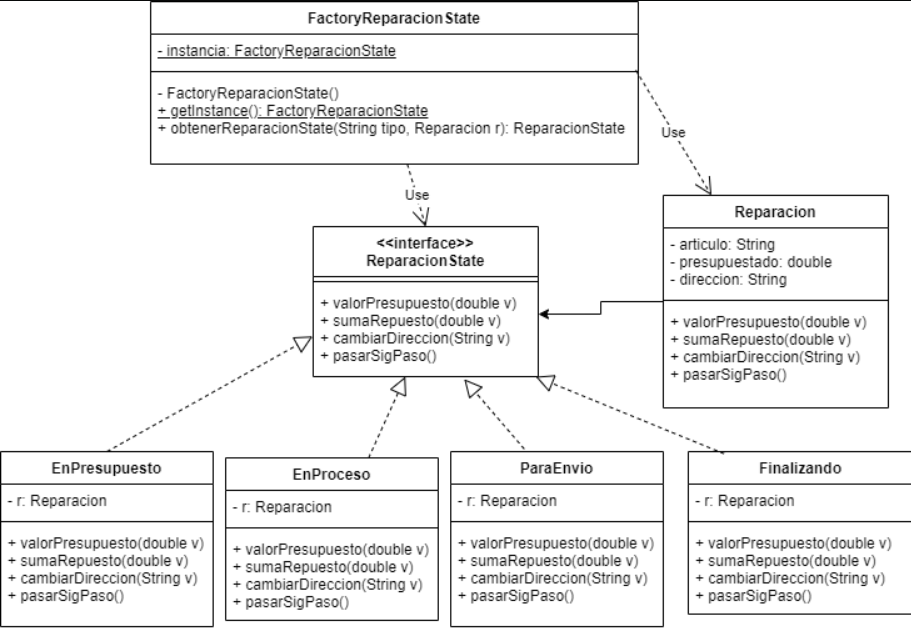 FactoryReparacionState
- instancia: FactoryReparacionState
- FactoryReparacionState()
+ getInstance(): FactoryReparacionState
+ obtenerReparacionState(String tipo, Reparacion r): ReparacionState
Use
Use
<<interface>>
ReparacionState
+ valorPresupuesto(double v)
+ sumaRepuesto(double v)
+ cambiarDireccion(String v)
+ pasarSigPaso()
Reparacion
- articulo: String
- presupuestado: double
- direccion: String
+ valorPresupuesto(double v)
+ sumaRepuesto(double v)
+ cambiarDireccion(String v)
+ pasarSigPaso()
EnPresupuesto
- r: Reparacion
+ valorPresupuesto(double v)
+ sumaRepuesto(double v)
+ cambiarDireccion(String v)
+ pasarSigPaso()
EnProceso
- r: Reparacion
+ valorPresupuesto(double v)
+ sumaRepuesto(double v)
+ cambiarDireccion(String v)
+ pasarSigPaso()
ParaEnvio
- r: Reparacion
+ valorPresupuesto(double v)
+ sumaRepuesto(double v)
+ cambiarDireccion(String v)
+ pasarSigPaso()
Finalizando
- r: Reparacion
+ valorPresupuesto(double v)
+ sumaRepuesto(double v)
+ cambiarDireccion(String v)
+ pasarSigPaso()